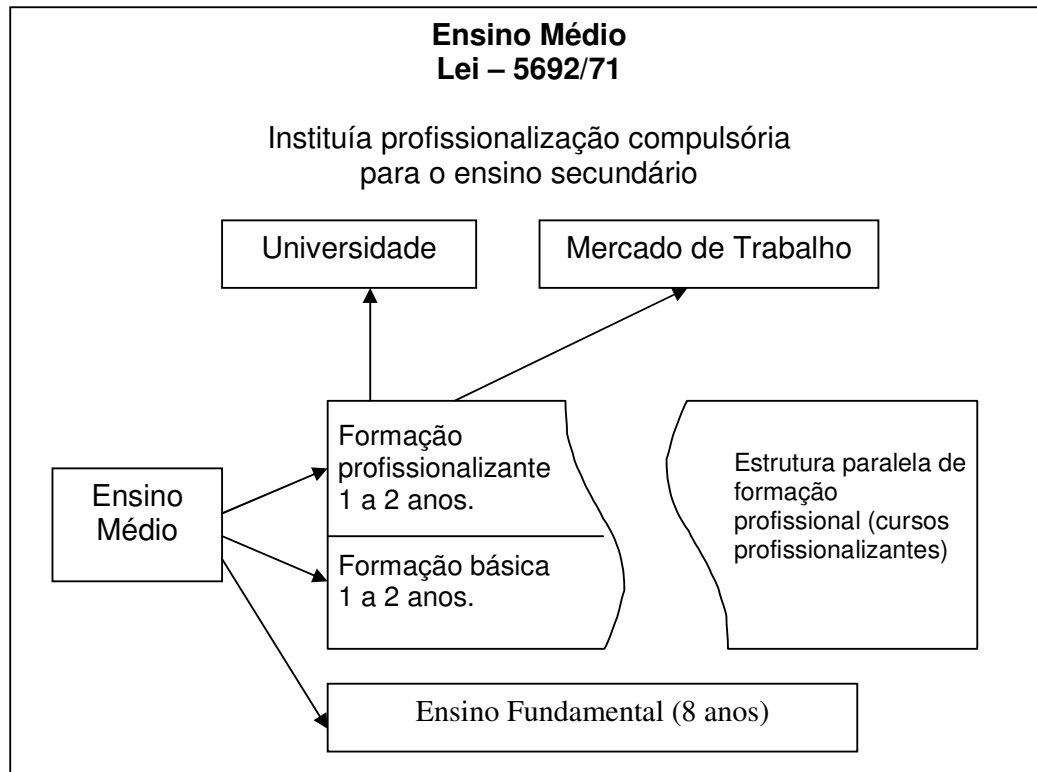 Ensino Médio
Lei – 5692/71
Instituía profissionalização compulsória
para o ensino secundário
Universidade
Mercado de Trabalho
Formação
profissionalizante
1 a 2 anos.
Estrutura paralela de
formação
profissional (cursos
profissionalizantes)
Ensino
Médio
Formação básica
1 a 2 anos.
Ensino Fundamental (8 anos)